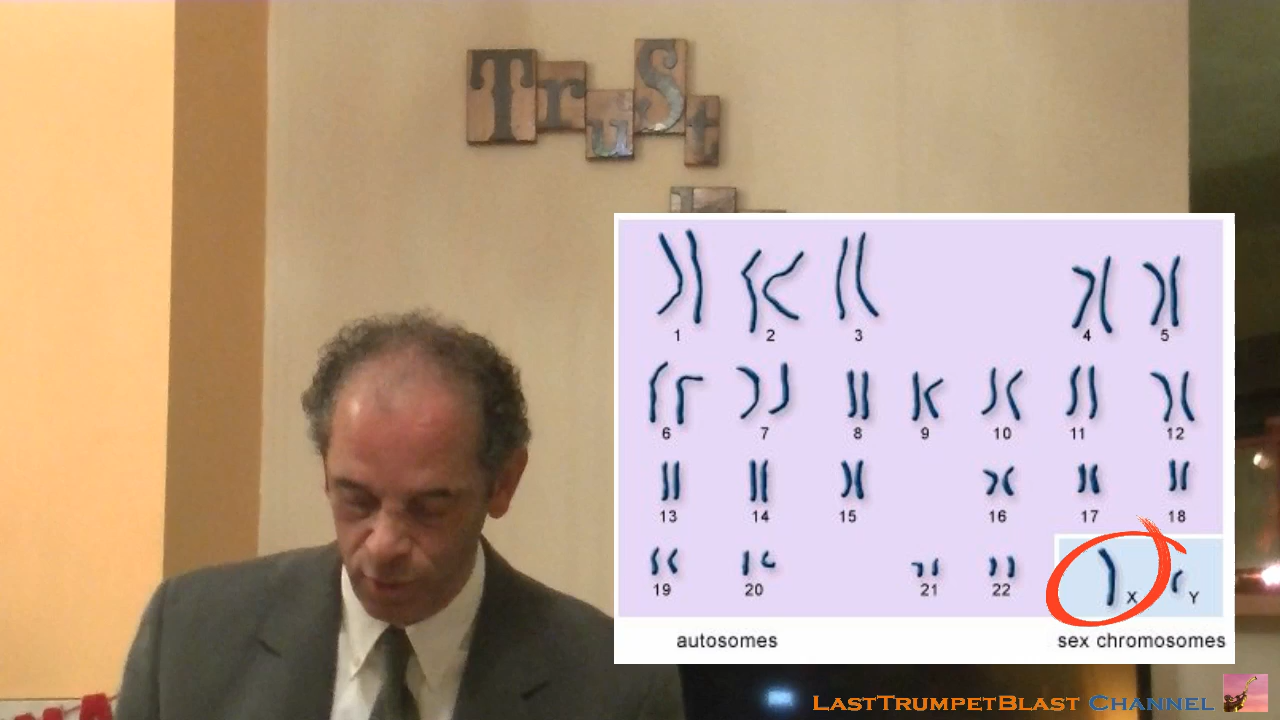 Trust
1 2 3 4 5
6 7 8 9 10 11 12
13 14 15 16 17 18
19 20 21 22 X Y
autosomes sex chromosomes
LastTrumpetBlast Channel